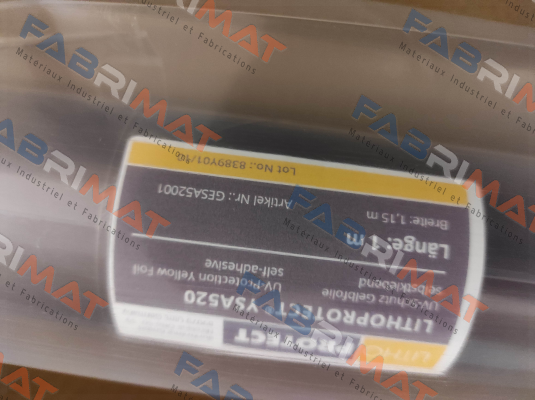 LITHO PROTECT
LITHOPROTECT YSA520
UV-Schutz Gelbfolie
selbstklebend
UV-Protection Yellow Foil
self-adhesive
Länge: 1 m
Breite: 1,15 m
Artikel Nr.: GESA52001
Lot No.: 8389Y01/
FABRIMAT
Materiaux Industriel et Fabrications